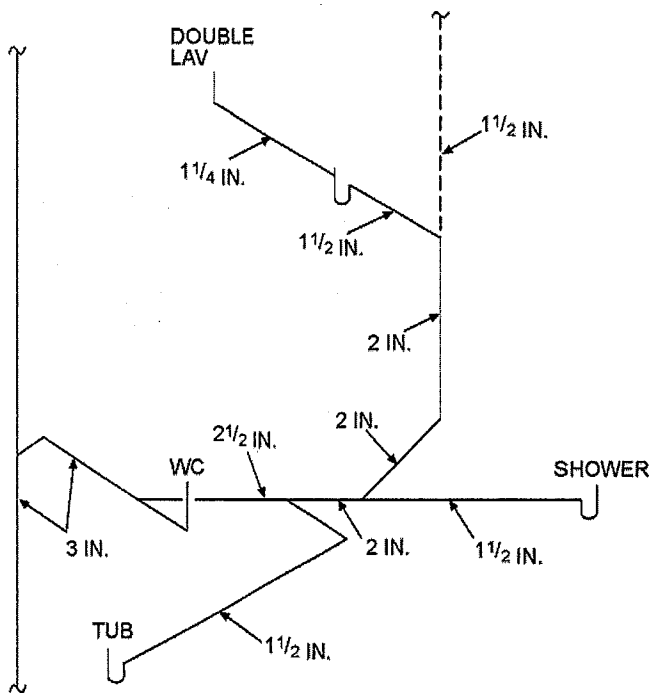 DOUBLE
LAV
1 1/2 IN.
1 1/4 IN.
1 1/2 IN.
2 IN.
2 1/2 IN.
2 IN.
WC
SHOWER
3 IN.
2 IN.
1 1/2 IN.
TUB
1 1/2 IN.